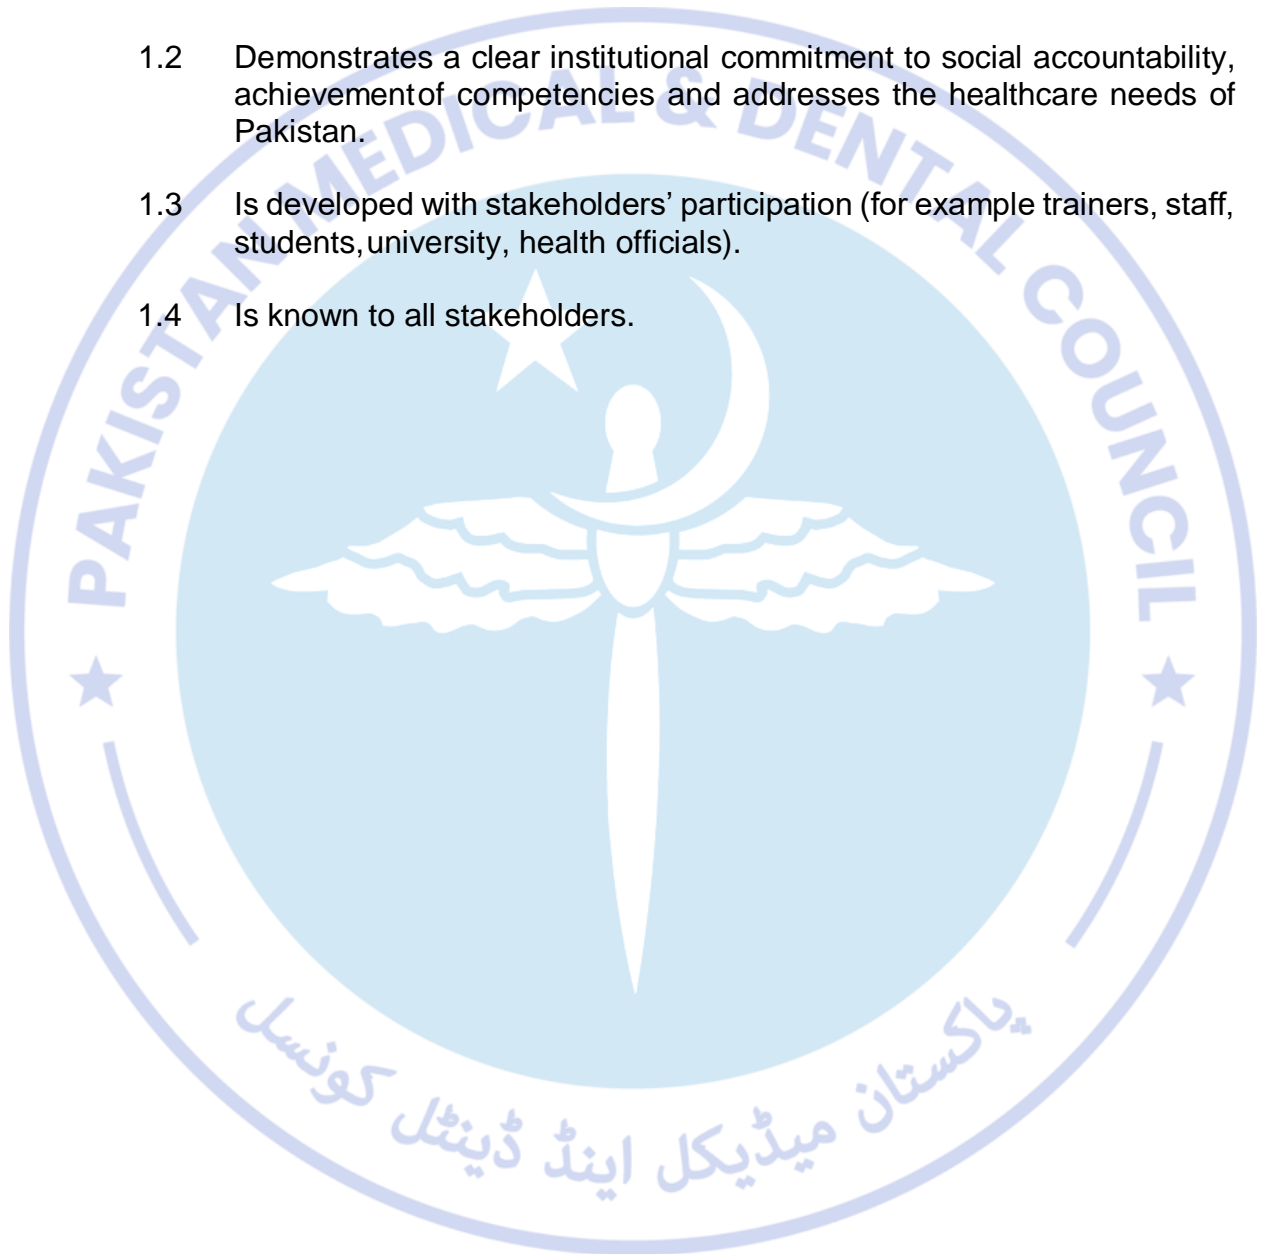 1.2 Demonstrates a clear institutional commitment to social accountability,
achievementof competencies and addresses the healthcare needs of
Pakistan.
1.3 Is developed with stakeholders’ participation (for example trainers, staff,
students,university, health officials).
1.4 Is known to all stakeholders.
PAKISTAN MEDICAL & DENTAL COUNCIL
پاکستان میڈیکل اینڈ ڈینٹل کونسل